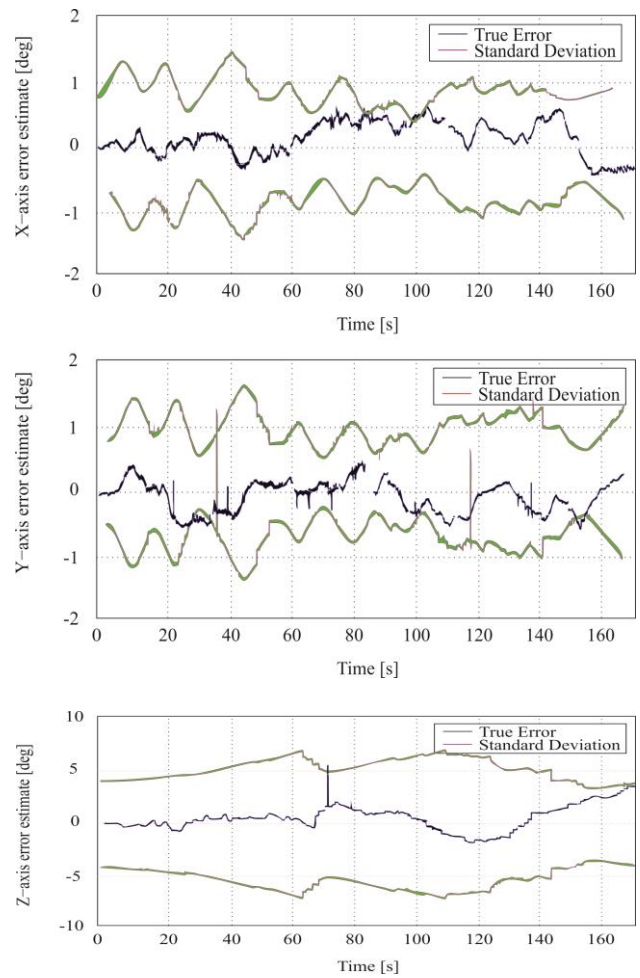 2
True Error
Standard Deviation
1
0
-1
-2
X−axis error estimate [deg]
0 20 40 60 80 100 120 140 160
Time [s]
2
True Error
Standard Deviation
1
0
-1
-2
Y−axis error estimate [deg]
0 20 40 60 80 100 120 140 160
Time [s]
10
True Error
Standard Deviation
5
0
-5
-10
Z−axis error estimate [deg]
0 20 40 60 80 100 120 140 160
Time [s]